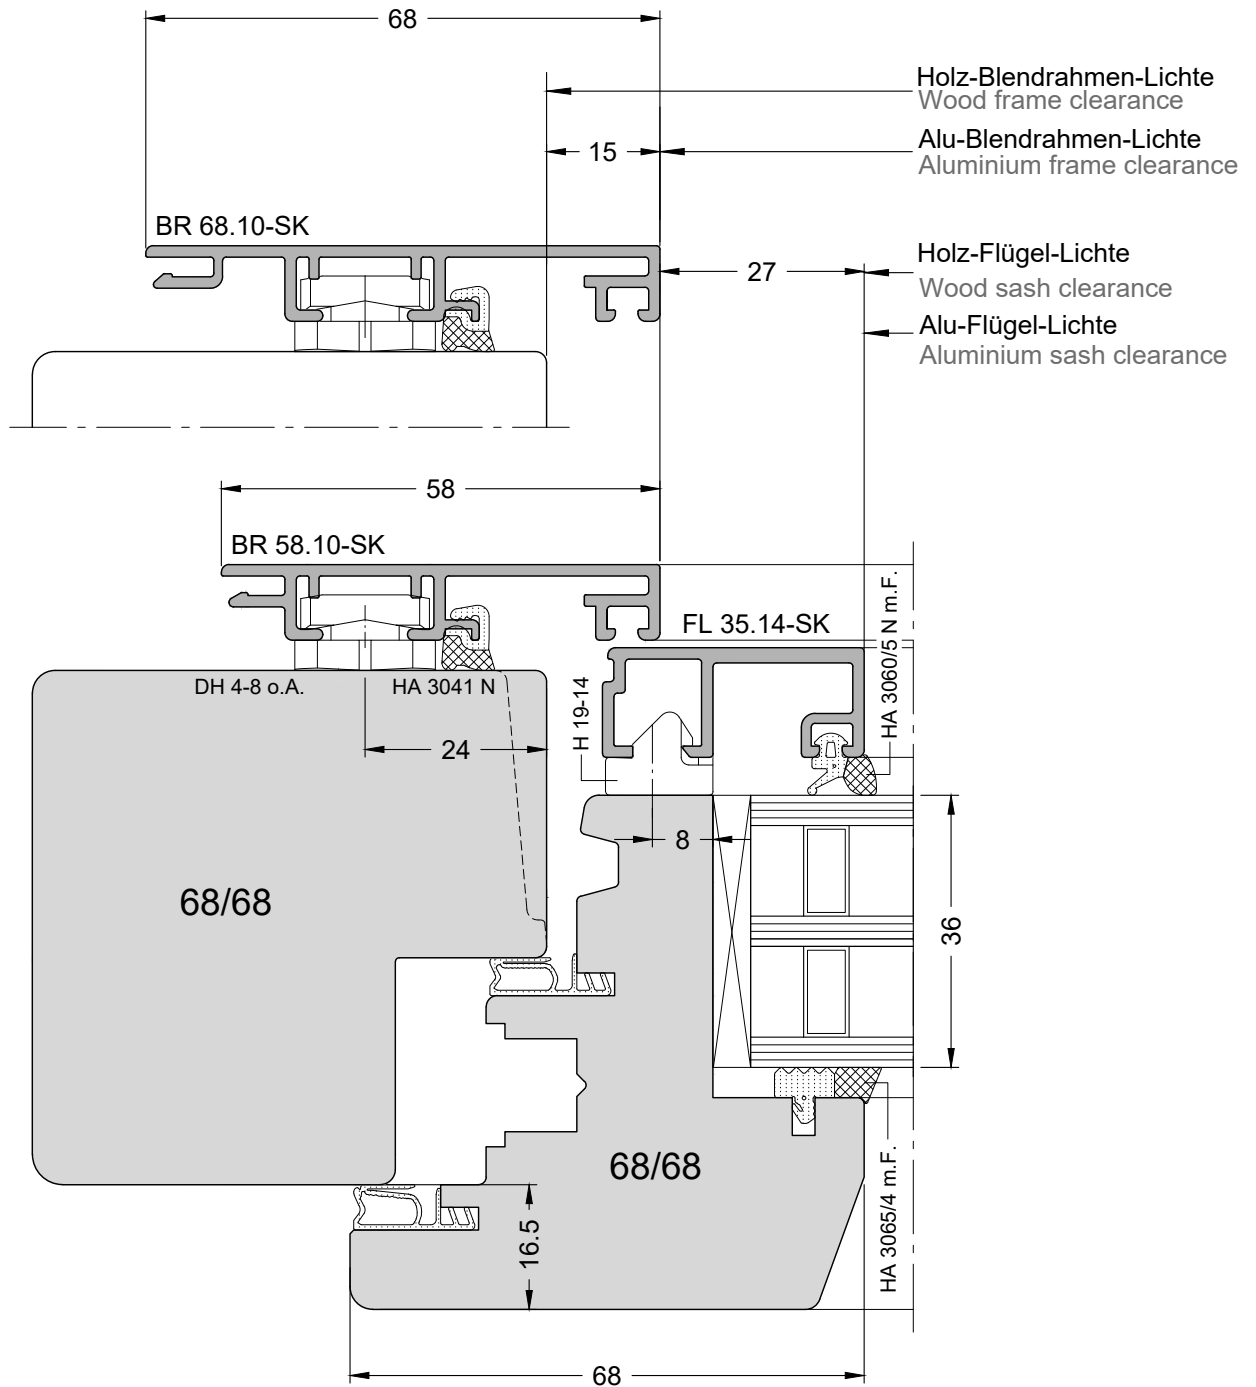 68
Holz-Blendrahmen-Lichte
Wood frame clearance
15
Alu-Blendrahmen-Lichte
Aluminium frame clearance
BR 68.10-SK
27
Holz-Flügel-Lichte
Wood sash clearance
Alu-Flügel-Lichte
Aluminium sash clearance
58
BR 58.10-SK
FL 35.14-SK
HA 3060/5 N m.F.
DH 4-8 o.A.
HA 3041 N
H 19-14
24
8
68/68
36
68/68
HA 3065/4 m.F.
16.5
68